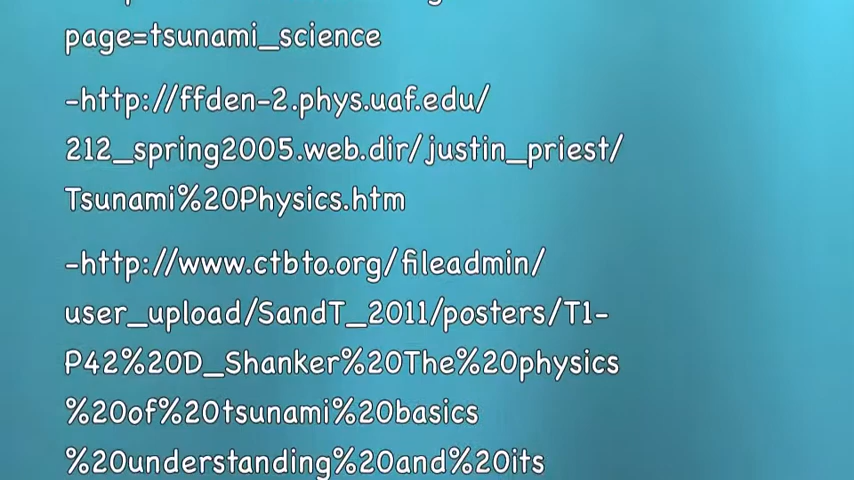 page=tsunami_science
-http://ffden-2.phys.uaf.edu/
212_spring2005.web.dir/justin_priest/
Tsunami%20Physics.htm
-http://www.ctbto.org/fileadmin/
user_upload/SandT_2011/posters/T1-
P42%20D_Shanker%20The%20physics
%20of%20tsunami%20basics
%20understanding%20and%20its